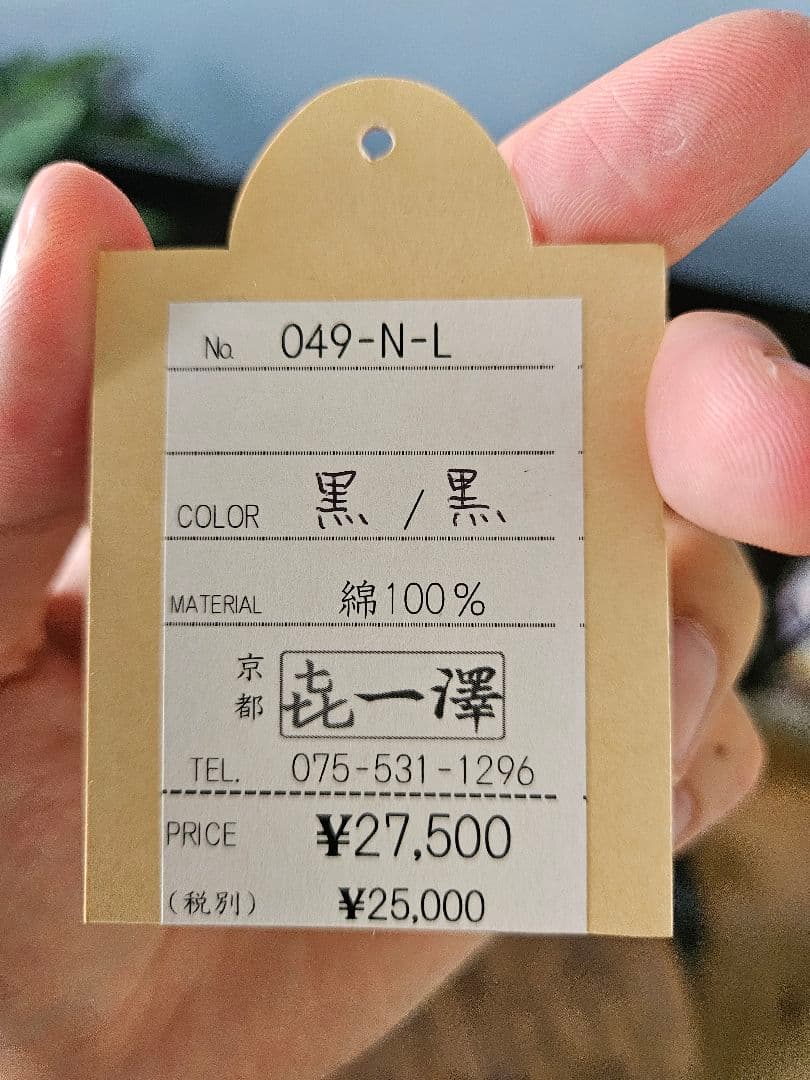 No. 049-N-L
COLOR 黒/黒
MATERIAL 綿100%
京都 㐂一澤
TEL. 075-531-1296
PRICE ¥27,500
(税別) ¥25,000